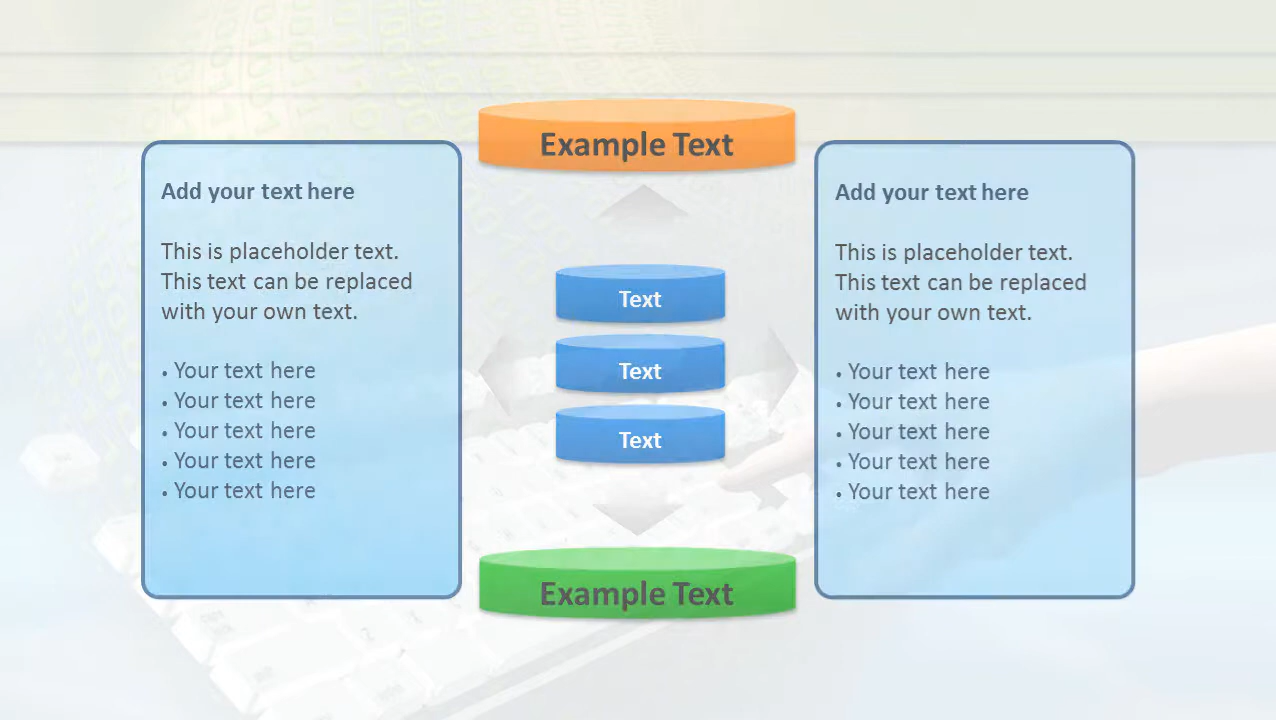 Example Text
Add your text here
This is placeholder text.
This text can be replaced
with your own text.
• Your text here
• Your text here
• Your text here
• Your text here
• Your text here
Text
Text
Text
Add your text here
This is placeholder text.
This text can be replaced
with your own text.
• Your text here
• Your text here
• Your text here
• Your text here
• Your text here
Example Text